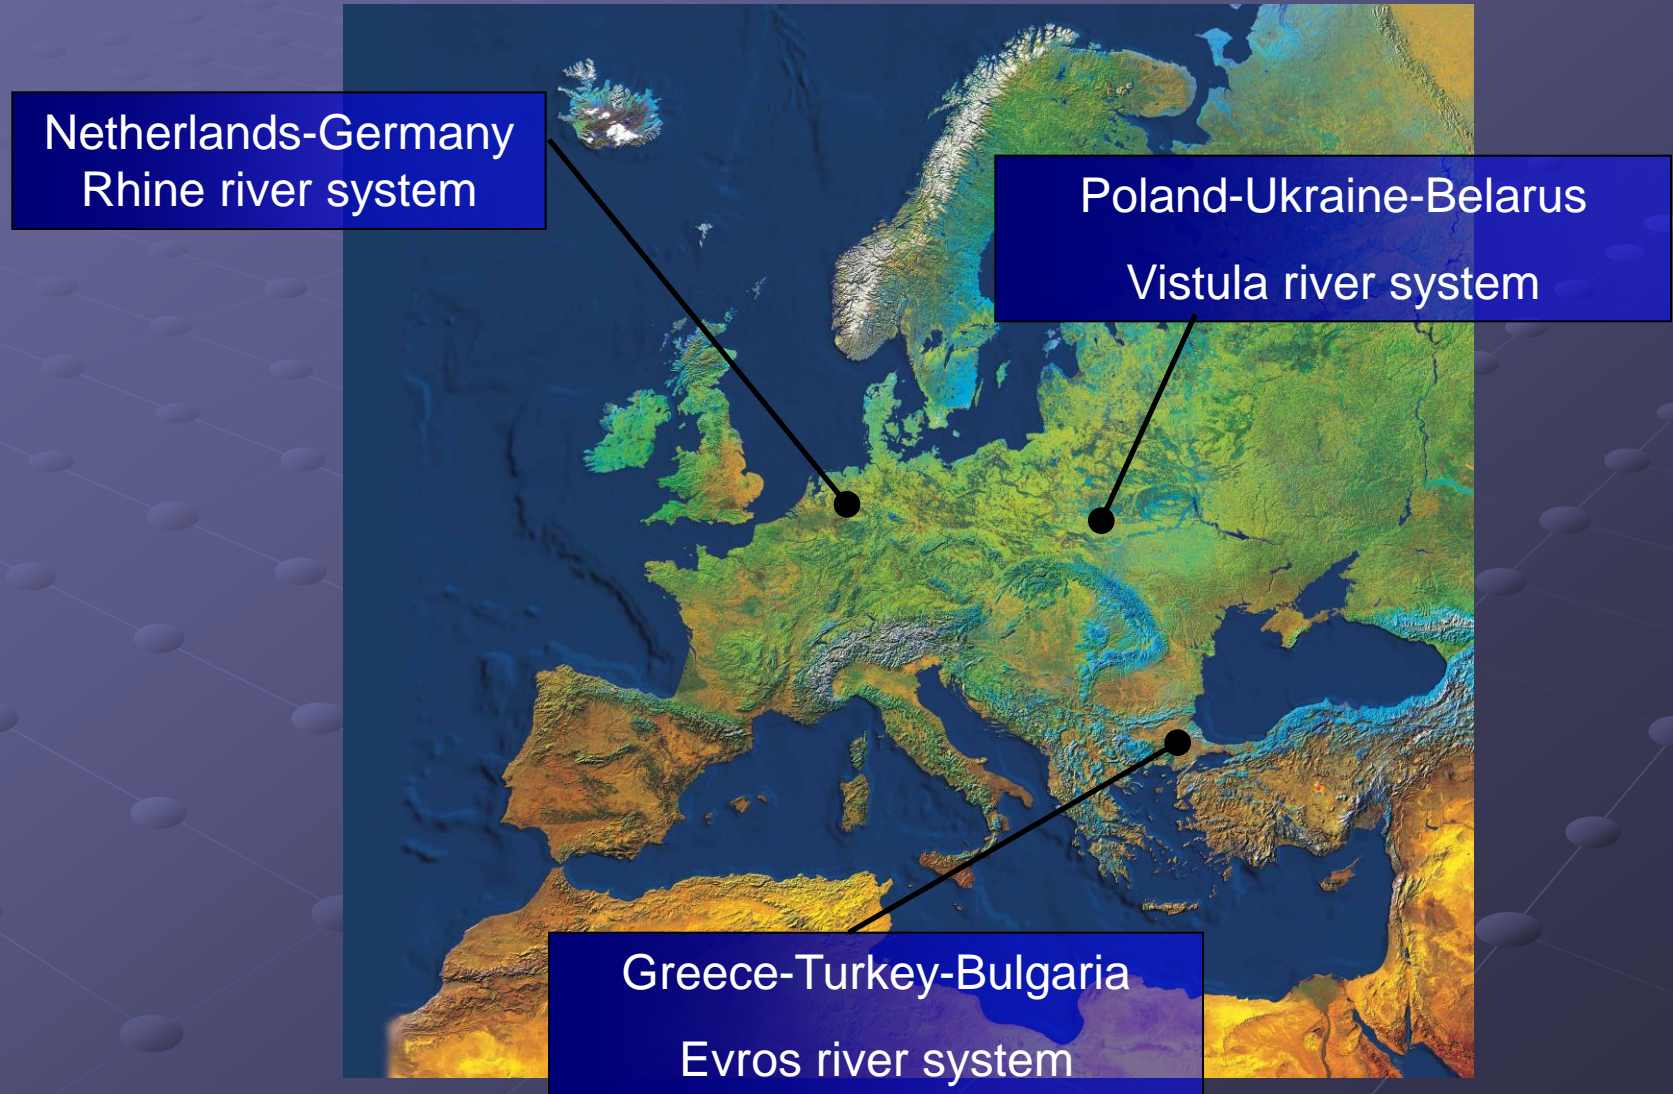 Netherlands-Germany
Rhine river system
Poland-Ukraine-Belarus
Vistula river system
Greece-Turkey-Bulgaria
Evros river system